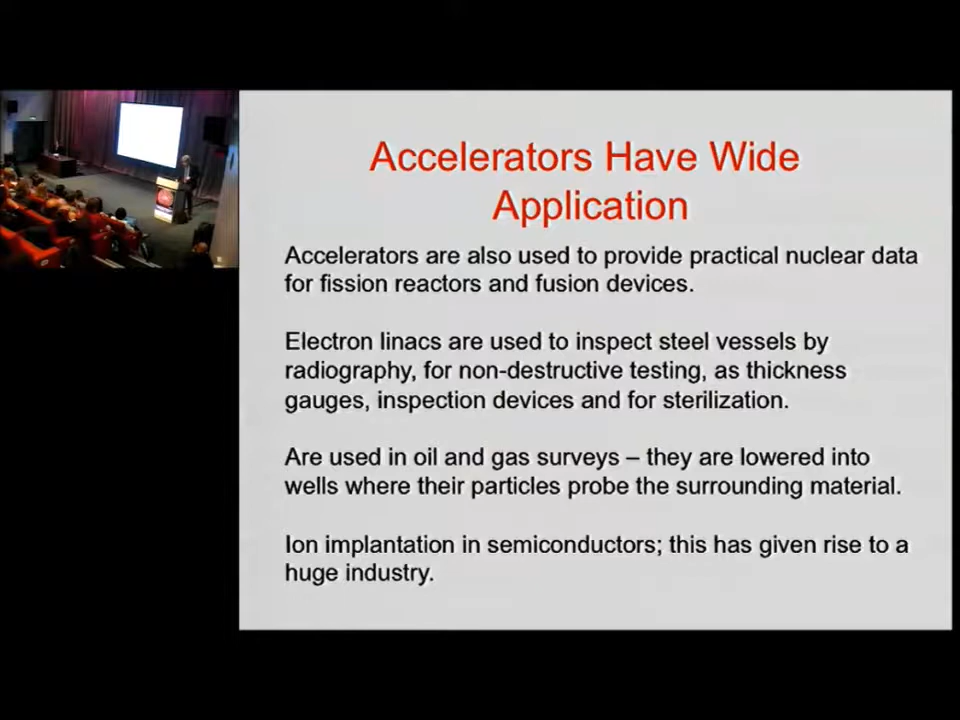 Accelerators Have Wide
Application
Accelerators are also used to provide practical nuclear data
for fission reactors and fusion devices.
Electron linacs are used to inspect steel vessels by
radiography, for non-destructive testing, as thickness
gauges, inspection devices and for sterilization.
Are used in oil and gas surveys – they are lowered into
wells where their particles probe the surrounding material.
Ion implantation in semiconductors; this has given rise to a
huge industry.